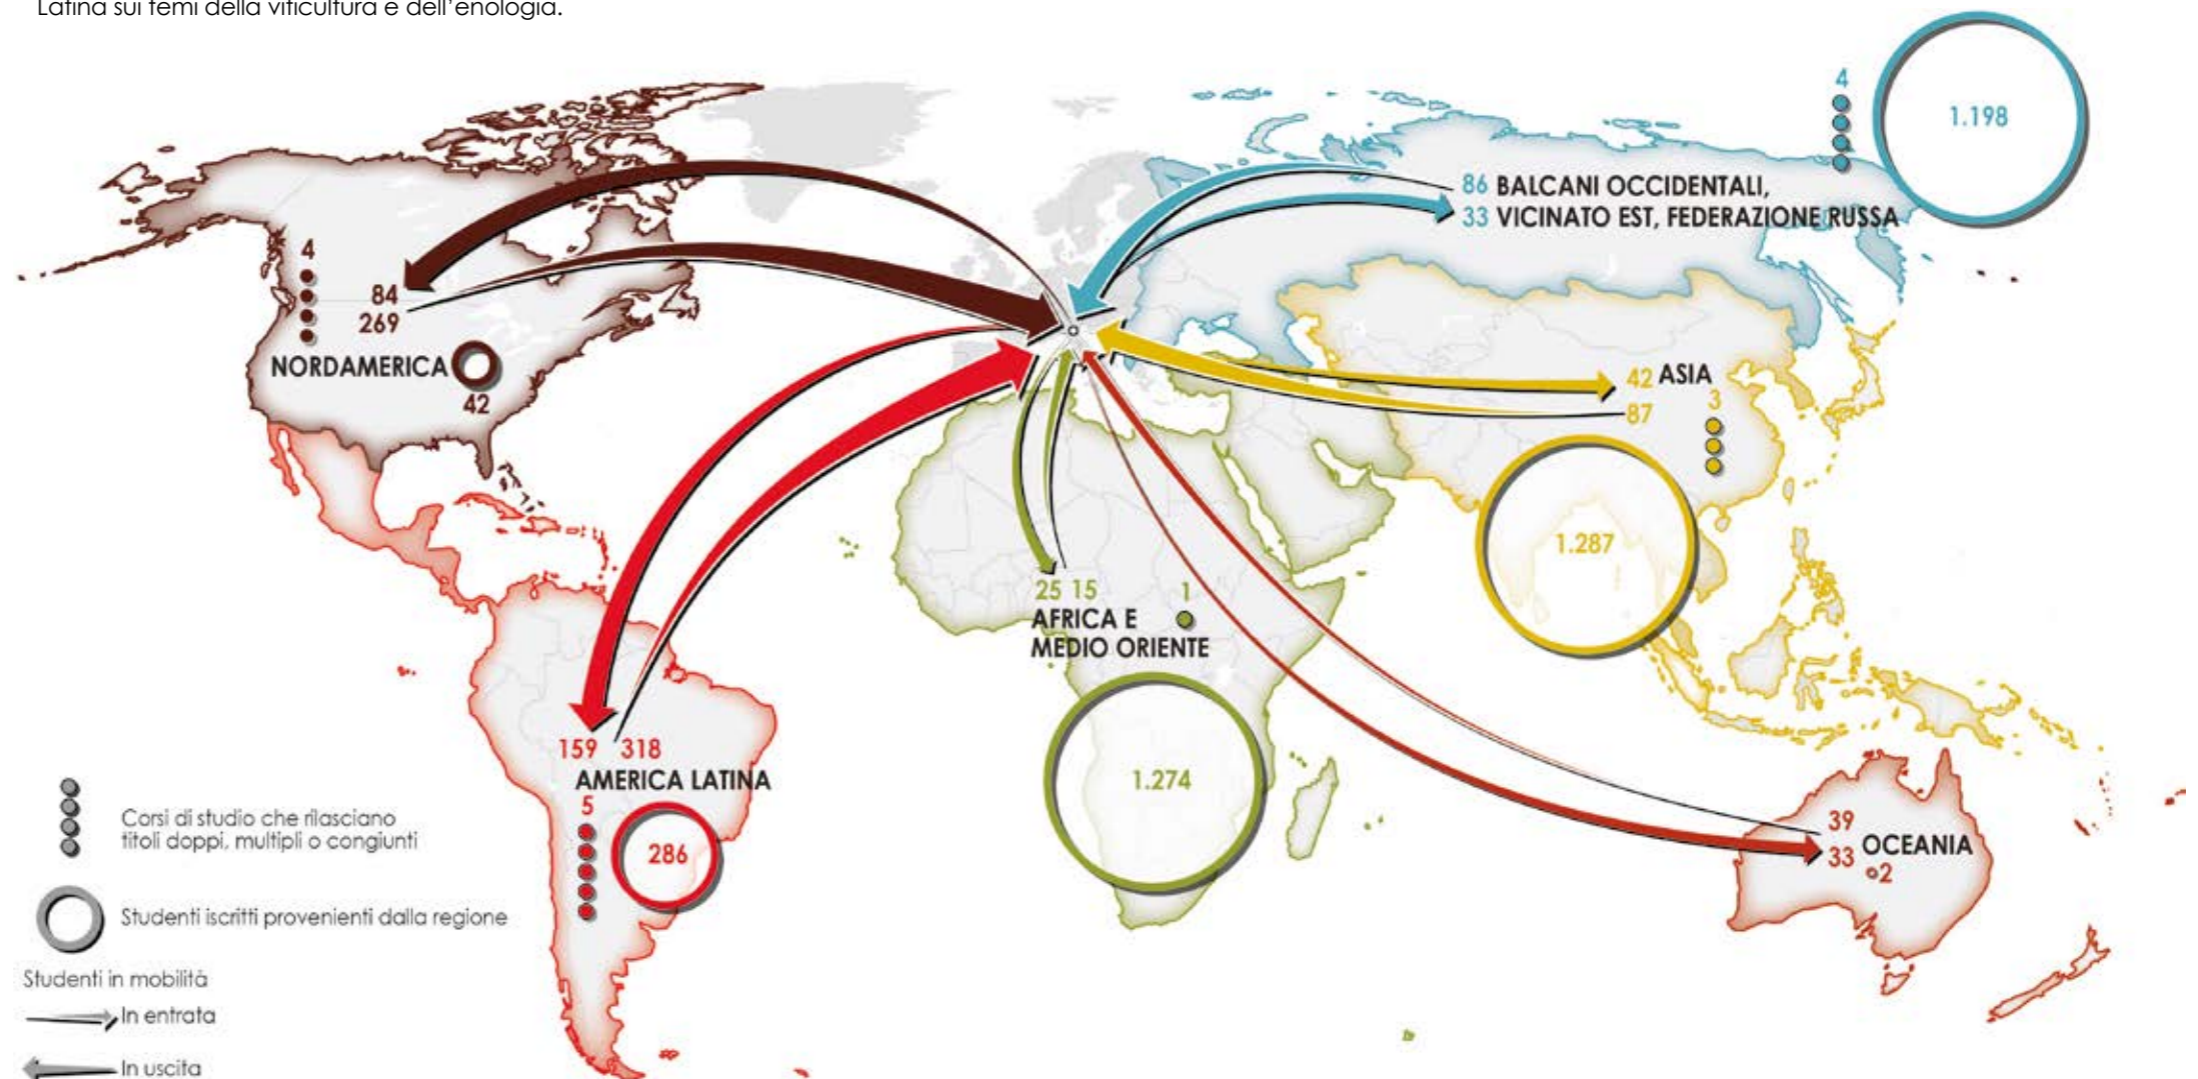 Latina sui temi della viticultura e dell'enologia.
4
1.198
86 BALCANI OCCIDENTALI,
33 VICINATO EST, FEDERAZIONE RUSSA
4
84
269
NORDAMERICA
42
42 ASIA
87
3
1.287
25 15
1
AFRICA E
MEDIO ORIENTE
1.274
159 318
AMERICA LATINA
5
286
39
OCEANIA
33
2
Corsi di studio che rilasciano
titoli doppi, multipli o congiunti
Studenti iscritti provenienti dalla regione
Studenti in mobilità
In entrata
In uscita